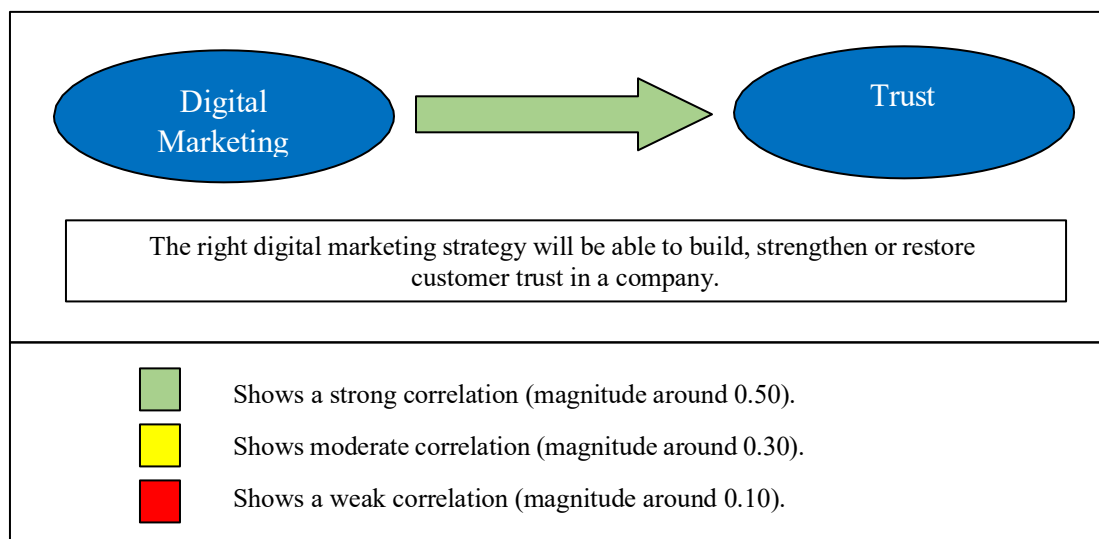 Digital
Marketing
Trust
The right digital marketing strategy will be able to build, strengthen or restore
customer trust in a company.
Shows a strong correlation (magnitude around 0.50).
Shows moderate correlation (magnitude around 0.30).
Shows a weak correlation (magnitude around 0.10).